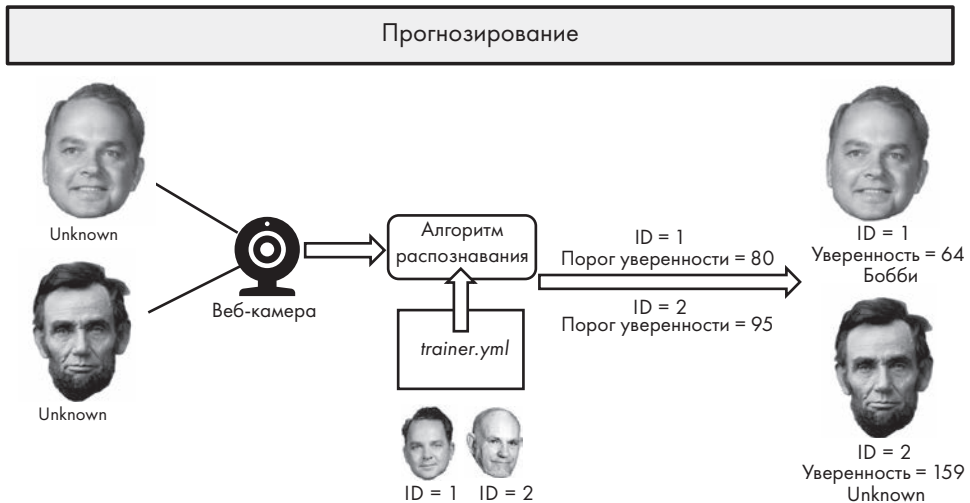 Прогнозирование
Unknown
Unknown
Веб-камера
Алгоритм
распознавания
trainer.yml
ID = 1
ID = 2
ID = 1
Порог уверенности = 80
ID = 2
Порог уверенности = 95
ID = 1
Уверенность = 64
Бобби
ID = 2
Уверенность = 159
Unknown